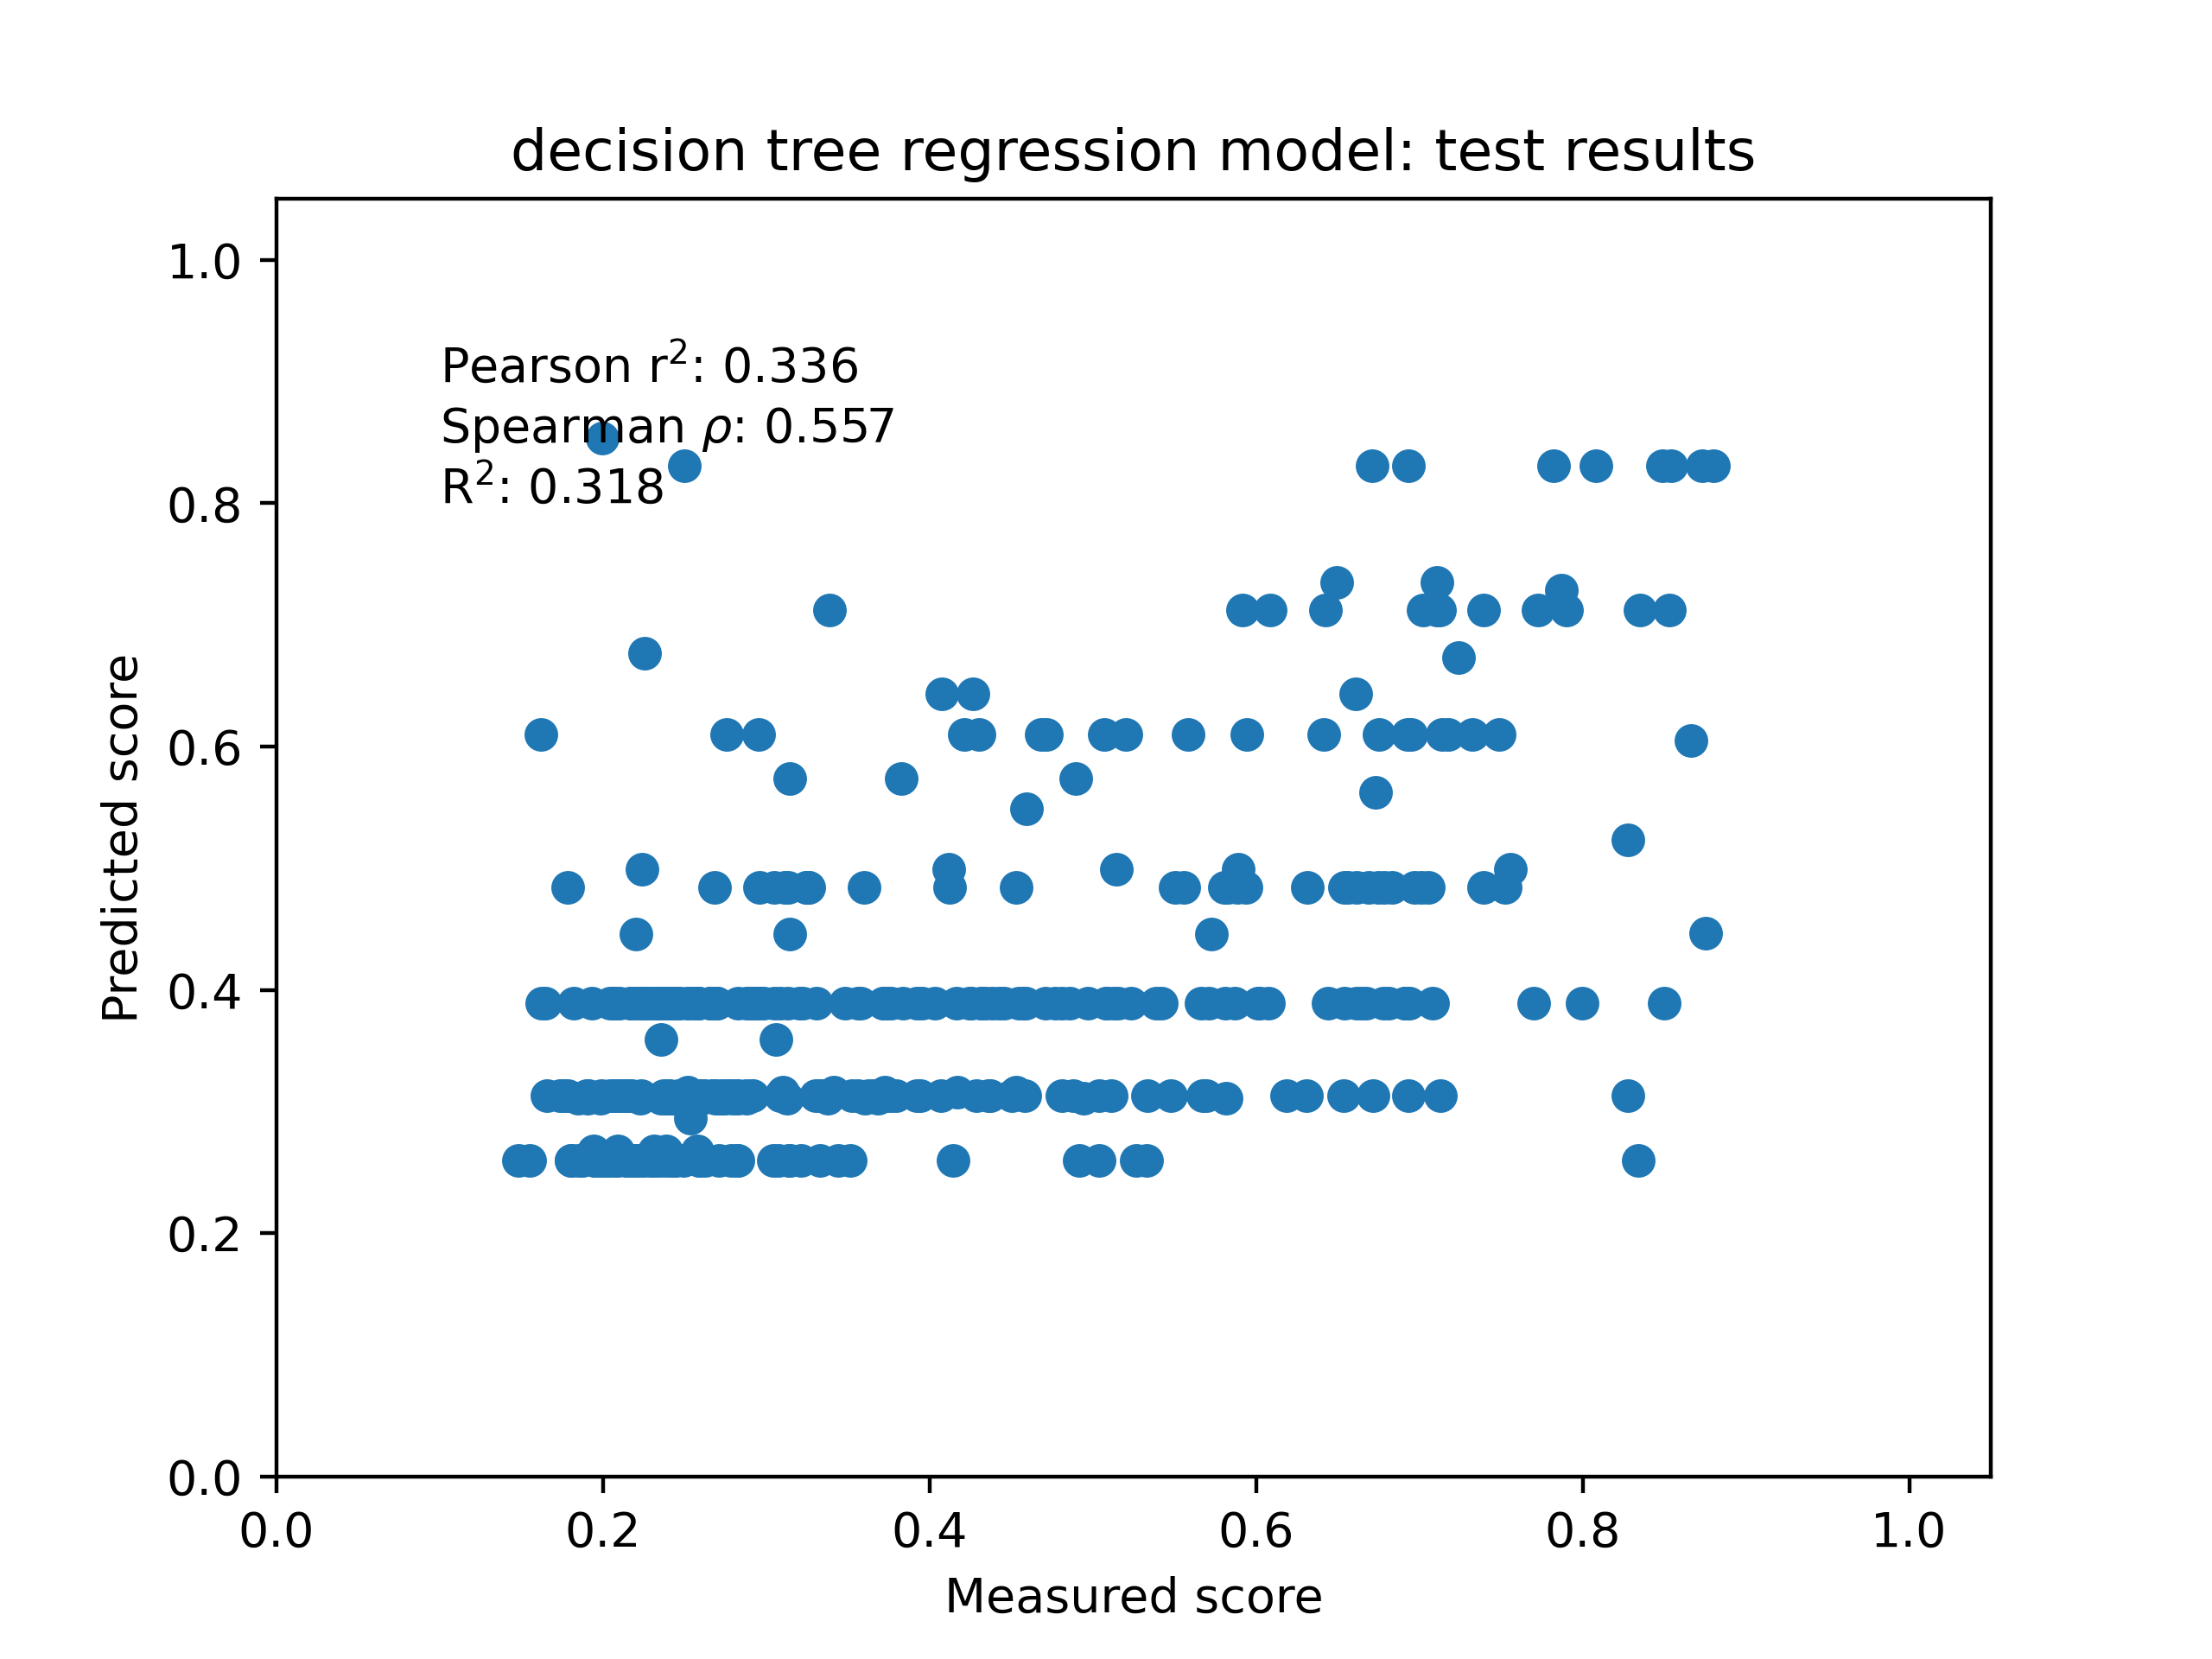 decision tree regression model: test results
1.0
Pearson r²: 0.336
Spearman ρ: 0.557
R²: 0.318
0.8
0.6
0.4
0.2
0.0
Predicted score
0.0 0.2 0.4 0.6 0.8 1.0
Measured score